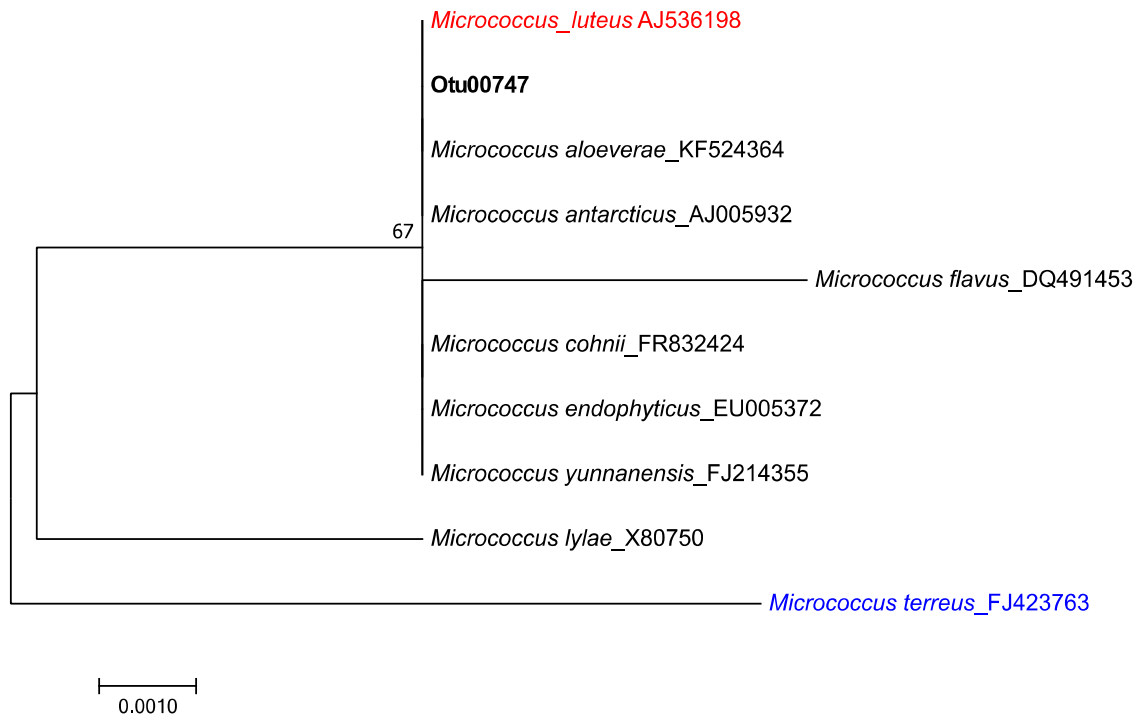 Micrococcus_luteus AJ536198
Otu00747
Micrococcus aloeverae_KF524364
Micrococcus antarcticus_AJ005932
67
Micrococcus flavus_DQ491453
Micrococcus cohnii_FR832424
Micrococcus endophyticus_EU005372
Micrococcus yunnanensis_FJ214355
Micrococcus lylae_X80750
Micrococcus terreus_FJ423763
0.0010